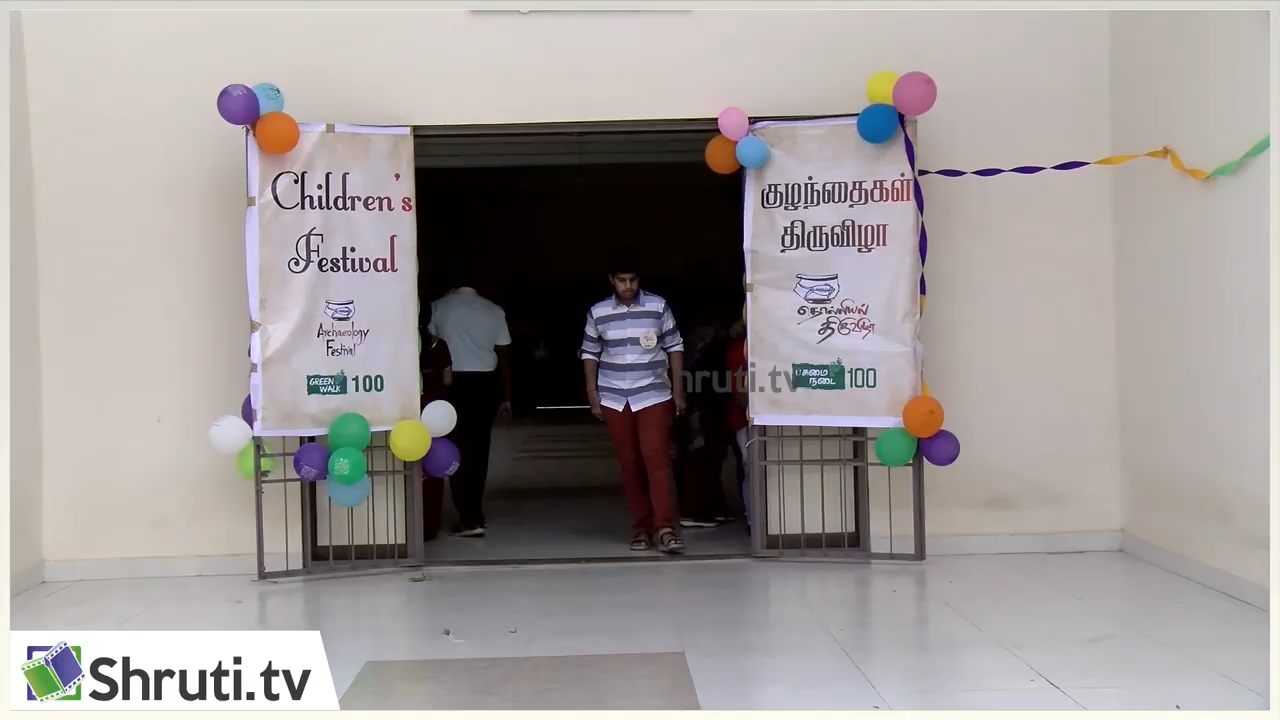 Children's
Festival
Archaeology
Festival
GREEN
WALK 100
குழந்தைகள்
திருவிழா
தொல்லியல்
திருவிழா
பசுமை
நடை 100
Shruti.tv
Shruti.tv